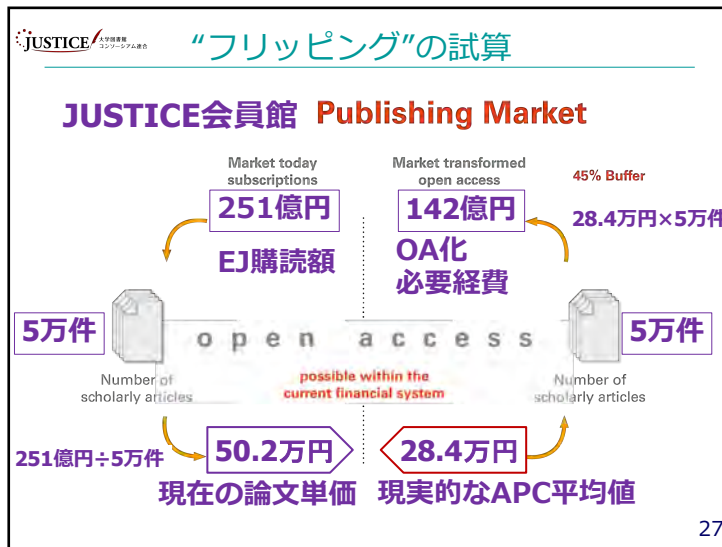 JUSTICE 大学図書館
コンソーシアム連合
“フリッピング”の試算
JUSTICE会員館 Publishing Market
Market today
subscriptions
251億円
EJ購読額
Market transformed
open access
142億円
OA化
必要経費
45% Buffer
28.4万円×5万件
5万件
open access
5万件
Number of
scholarly articles
possible within the
current financial system
Number of
scholarly articles
251億円÷5万件
50.2万円
現在の論文単価
28.4万円
現実的なAPC平均値
27